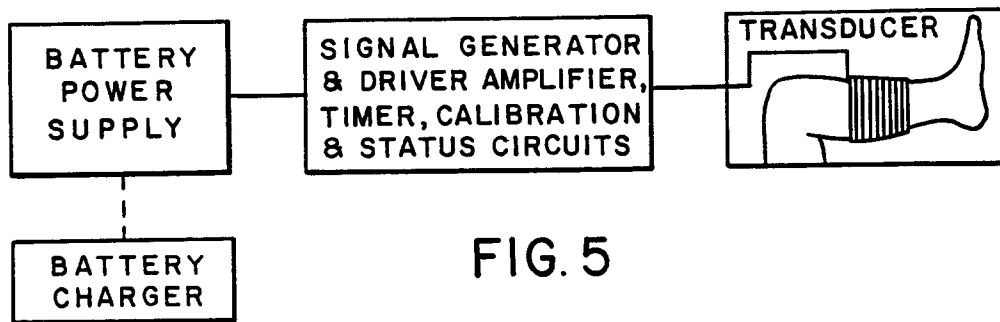 BATTERY
POWER
SUPPLY
SIGNAL GENERATOR
& DRIVER AMPLIFIER,
TIMER, CALIBRATION
& STATUS CIRCUITS
TRANSDUCER
BATTERY
CHARGER
FIG. 5